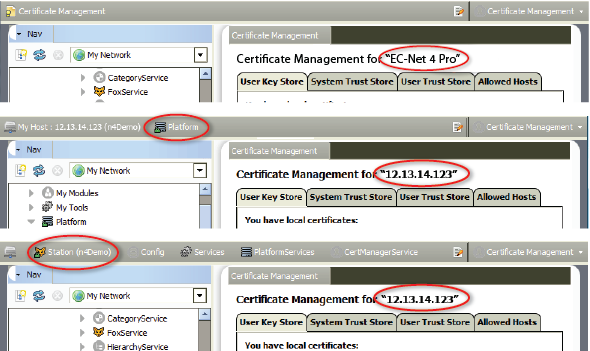 Certificate Management Certificate Management
Nav Certificate Management
My Network Certificate Management for “EC-Net 4 Pro”
CategoryService User Key Store System Trust Store User Trust Store Allowed Hosts
FoxService
My Host : 12.13.14.123 (n4Demo) Platform Certificate Management
Nav Certificate Management
My Network Certificate Management for “12.13.14.123”
My Modules User Key Store System Trust Store User Trust Store Allowed Hosts
My Tools
Platform You have local certificates:
Station (n4Demo) Config Services PlatformServices CertManagerService Certificate Management
Nav Certificate Management
My Network Certificate Management for “12.13.14.123”
CategoryService User Key Store System Trust Store User Trust Store Allowed Hosts
FoxService
HierarchyService You have local certificates: